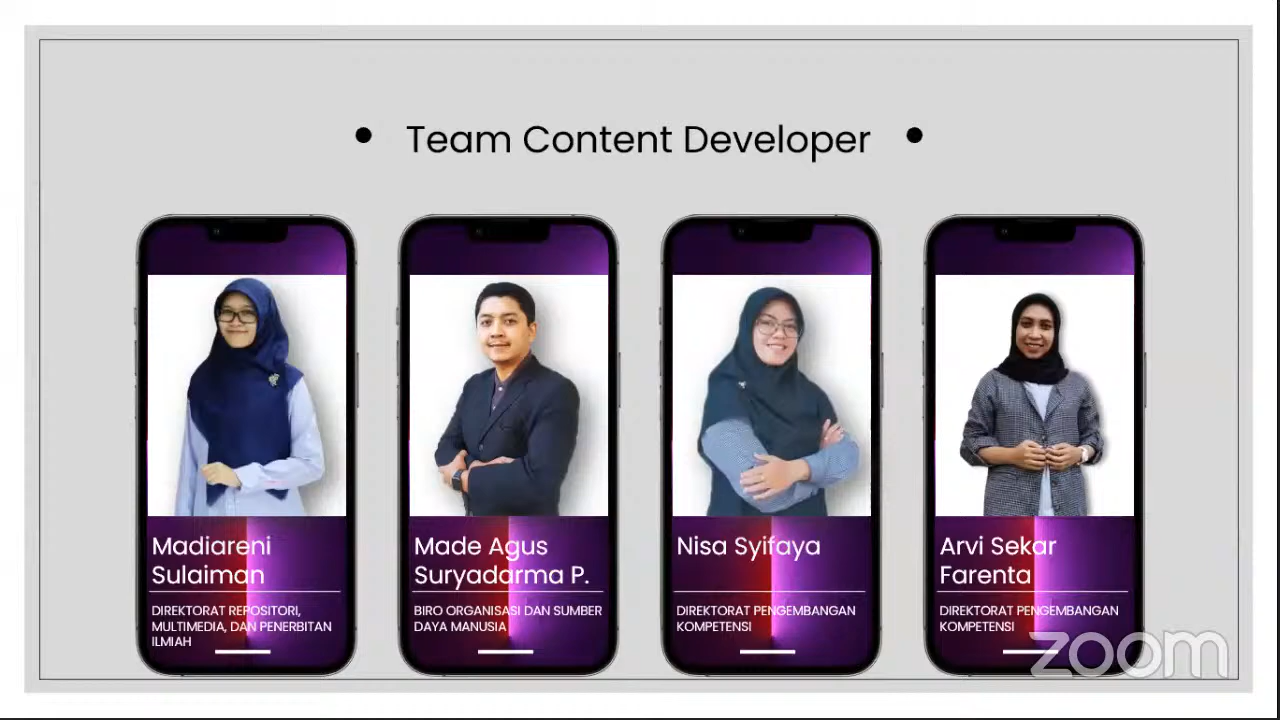 Team Content Developer
Madiareni
Sulaiman
DIREKTORAT REPOSITORI,
MULTIMEDIA, DAN PENERBITAN
ILMIAH
Made Agus
Suryadarma P.
BIRO ORGANISASI DAN SUMBER
DAYA MANUSIA
Nisa Syifaya
DIREKTORAT PENGEMBANGAN
KOMPETENSI
Arvi Sekar
Farenta
DIREKTORAT PENGEMBANGAN
KOMPETENSI
zoom